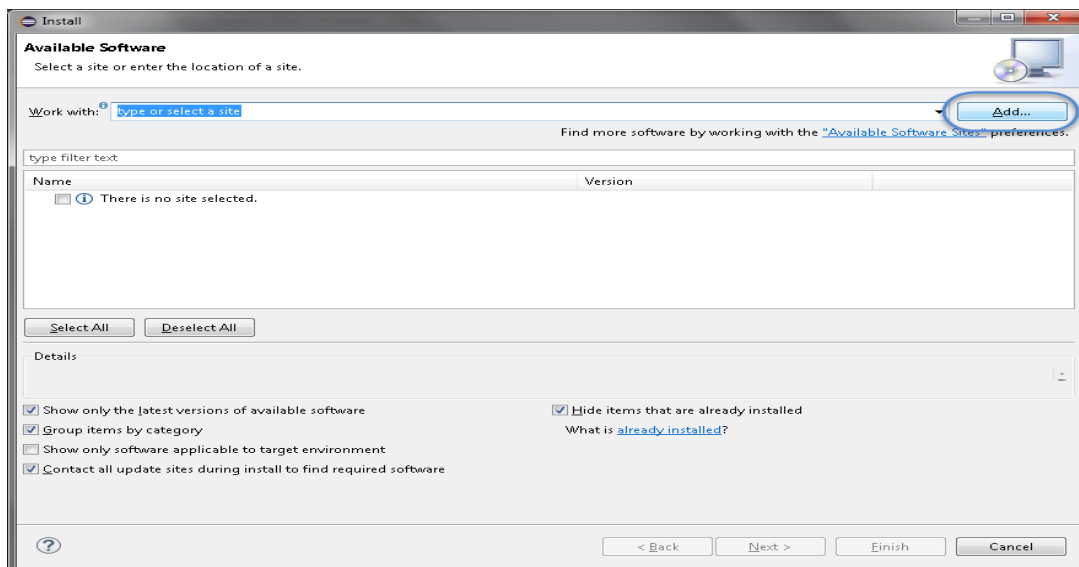 Install
Available Software
Select a site or enter the location of a site.
Work with: type or select a site Add...
Find more software by working with the "Available Software Sites" preferences.
type filter text
Name Version
There is no site selected.
Select All Deselect All
Details
Show only the latest versions of available software Hide items that are already installed
Group items by category What is already installed?
Show only software applicable to target environment
Contact all update sites during install to find required software
< Back Next > Finish Cancel